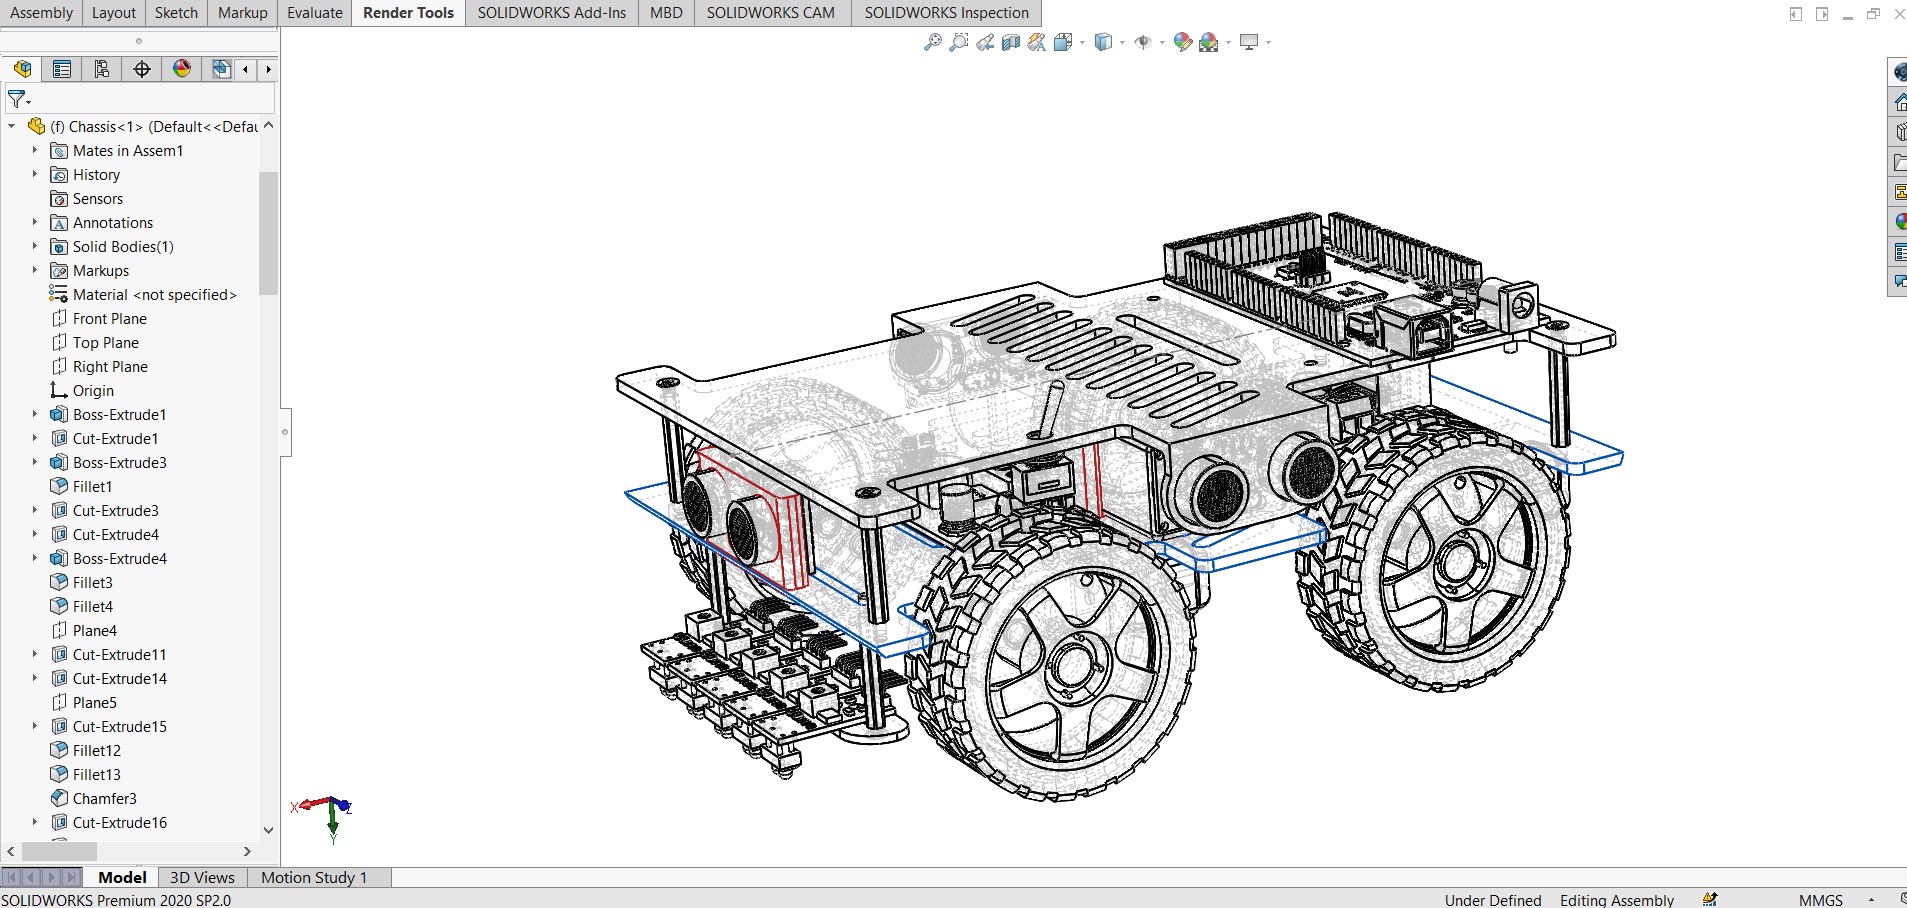 Assembly Layout Sketch Markup Evaluate Render Tools SOLIDWORKS Add-Ins MBD SOLIDWORKS CAM SOLIDWORKS Inspection
(f) Chassis<1> (Default<<Defau
Mates in Assem1
History
Sensors
Annotations
Solid Bodies(1)
Markups
Material <not specified>
Front Plane
Top Plane
Right Plane
Origin
Boss-Extrude1
Cut-Extrude1
Boss-Extrude3
Fillet1
Cut-Extrude3
Cut-Extrude4
Boss-Extrude4
Fillet3
Fillet4
Plane4
Cut-Extrude11
Cut-Extrude14
Plane5
Cut-Extrude15
Fillet12
Fillet13
Chamfer3
Cut-Extrude16
X Z
Y
Model 3D Views Motion Study 1
SOLIDWORKS Premium 2020 SP2.0 Under Defined Editing Assembly MMGS